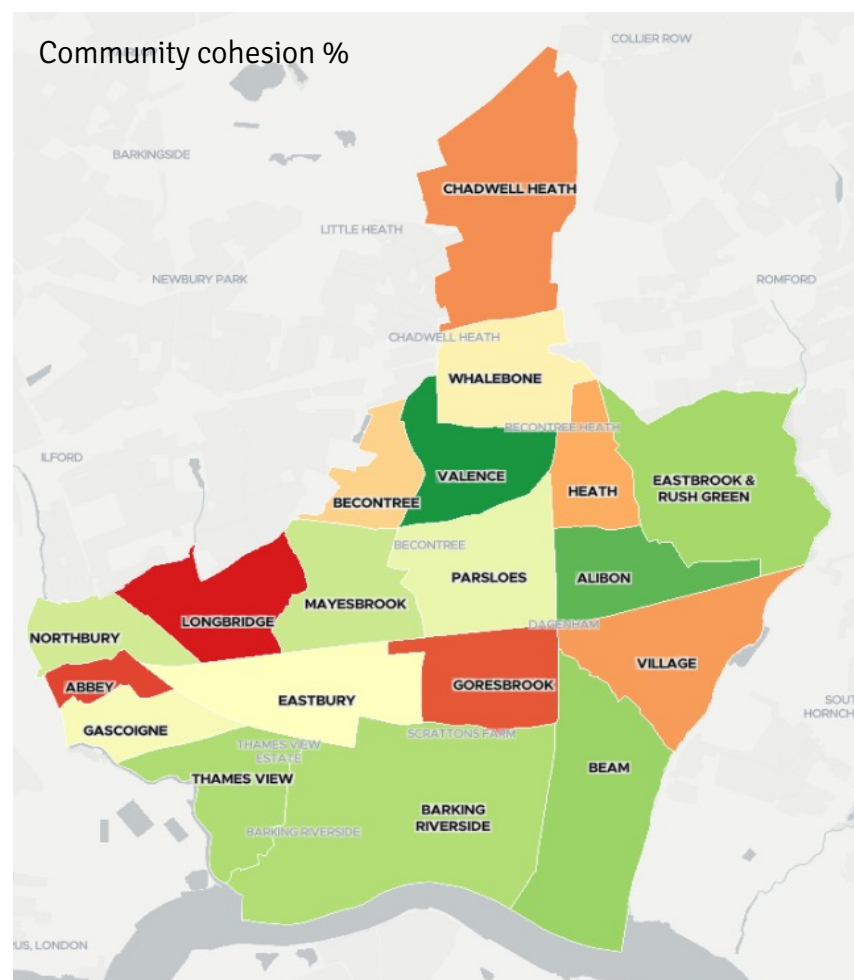 Community cohesion %
COLLIER ROW
BARKINGSIDE
CHADWELL HEATH
LITTLE HEATH
NEWBURY PARK
ROMFORD
CHADWELL HEATH
WHALEBONE
BECONTREE HEATH
ILFORD
VALENCE
EASTBROOK &
RUSH GREEN
HEATH
BECONTREE
BECONTREE
PARSLOES
ALIBON
MAYESBROOK
LONGBRIDGE
DAGENHAM
NORTHBURY
VILLAGE
ABBEY
GORESBROOK
EASTBURY
SOUT
HORNCH
GASCOIGNE
SCRATTONS FARM
THAMES VIEW
ESTATE
BEAM
THAMES VIEW
BARKING
RIVERSIDE
BARKING RIVERSIDE
US, LONDON